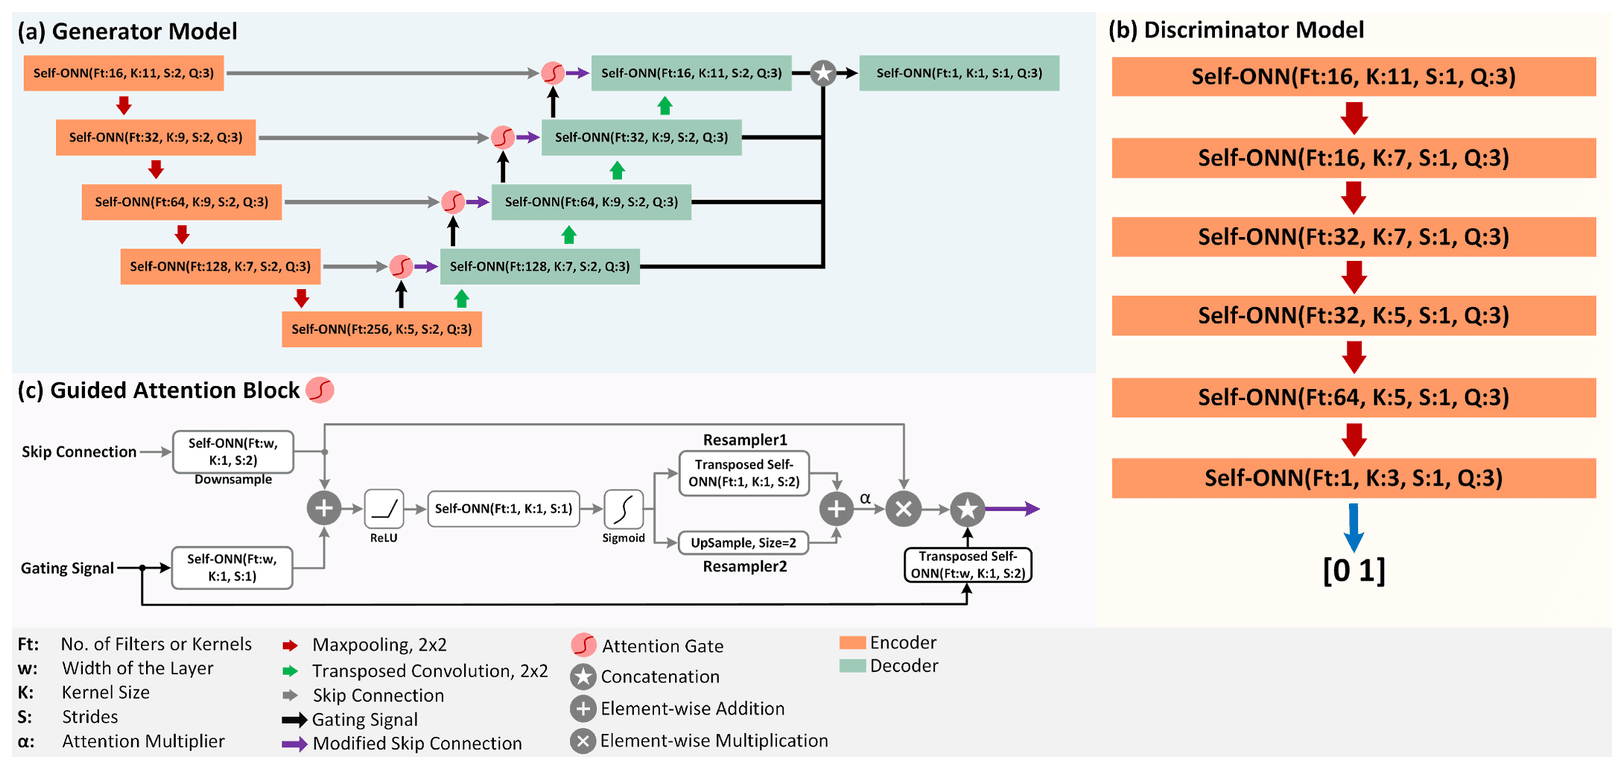 (a) Generator Model
Self-ONN(Ft:16, K:11, S:2, Q:3)
Self-ONN(Ft:16, K:11, S:2, Q:3)
Self-ONN(Ft:1, K:1, S:1, Q:3)
Self-ONN(Ft:32, K:9, S:2, Q:3)
Self-ONN(Ft:32, K:9, S:2, Q:3)
Self-ONN(Ft:64, K:9, S:2, Q:3)
Self-ONN(Ft:64, K:9, S:2, Q:3)
Self-ONN(Ft:128, K:7, S:2, Q:3)
Self-ONN(Ft:128, K:7, S:2, Q:3)
Self-ONN(Ft:256, K:5, S:2, Q:3)
(b) Discriminator Model
Self-ONN(Ft:16, K:11, S:1, Q:3)
Self-ONN(Ft:16, K:7, S:1, Q:3)
Self-ONN(Ft:32, K:7, S:1, Q:3)
Self-ONN(Ft:32, K:5, S:1, Q:3)
Self-ONN(Ft:64, K:5, S:1, Q:3)
Self-ONN(Ft:1, K:3, S:1, Q:3)
[0 1]
(c) Guided Attention Block
Skip Connection
Self-ONN(Ft:w,
K:1, S:2)
Downsample
Gating Signal
Self-ONN(Ft:w,
K:1, S:1)
ReLU
Self-ONN(Ft:1, K:1, S:1)
Sigmoid
Resampler1
Transposed Self-
ONN(Ft:1, K:1, S:2)
UpSample, Size=2
Resampler2
α
Transposed Self-
ONN(Ft:w, K:1, S:2)
Ft: No. of Filters or Kernels
w: Width of the Layer
K: Kernel Size
S: Strides
α: Attention Multiplier
Maxpooling, 2x2
Transposed Convolution, 2x2
Skip Connection
Gating Signal
Modified Skip Connection
Attention Gate
Concatenation
Element-wise Addition
Element-wise Multiplication
Encoder
Decoder